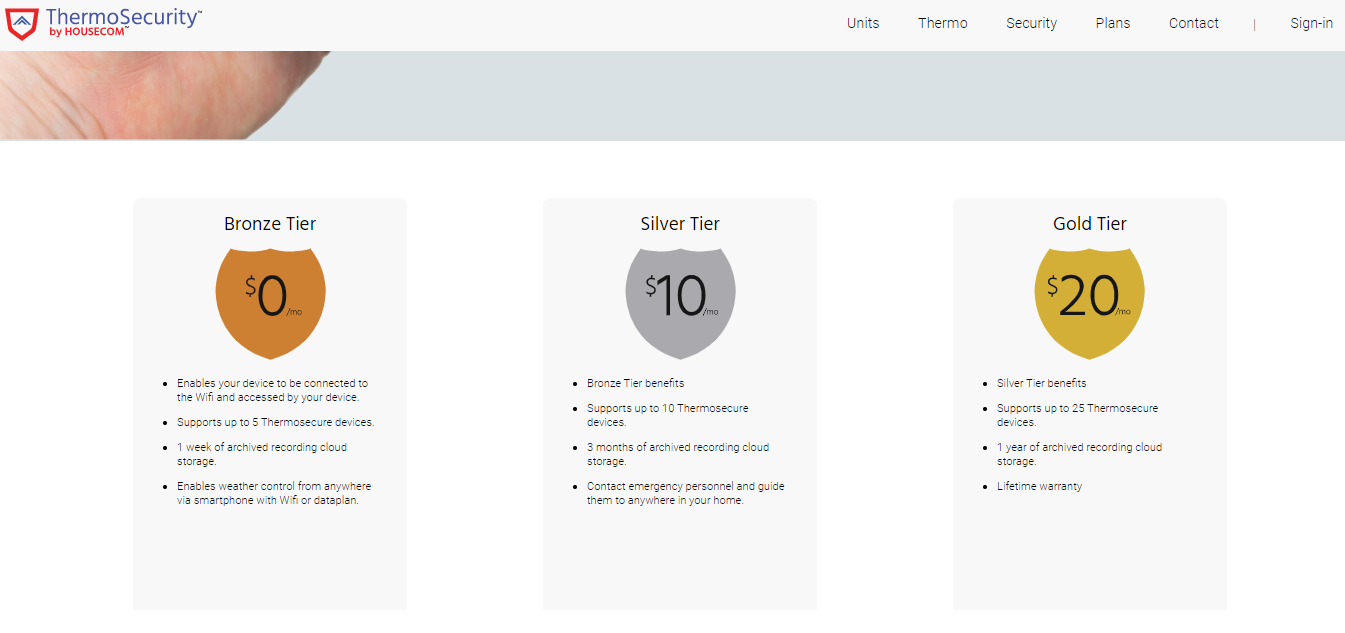 ThermoSecurity™
by HOUSECOM™
Units Thermo Security Plans Contact | Sign-in
Bronze Tier
$0/mo
• Enables your device to be connected to
the Wifi and accessed by your device.
• Supports up to 5 Thermosecure devices.
• 1 week of archived recording cloud
storage.
• Enables weather control from anywhere
via smartphone with Wifi or dataplan.
Silver Tier
$10/mo
• Bronze Tier benefits
• Supports up to 10 Thermosecure
devices.
• 3 months of archived recording cloud
storage.
• Contact emergency personnel and guide
them to anywhere in your home.
Gold Tier
$20/mo
• Silver Tier benefits
• Supports up to 25 Thermosecure
devices.
• 1 year of archived recording cloud
storage.
• Lifetime warranty